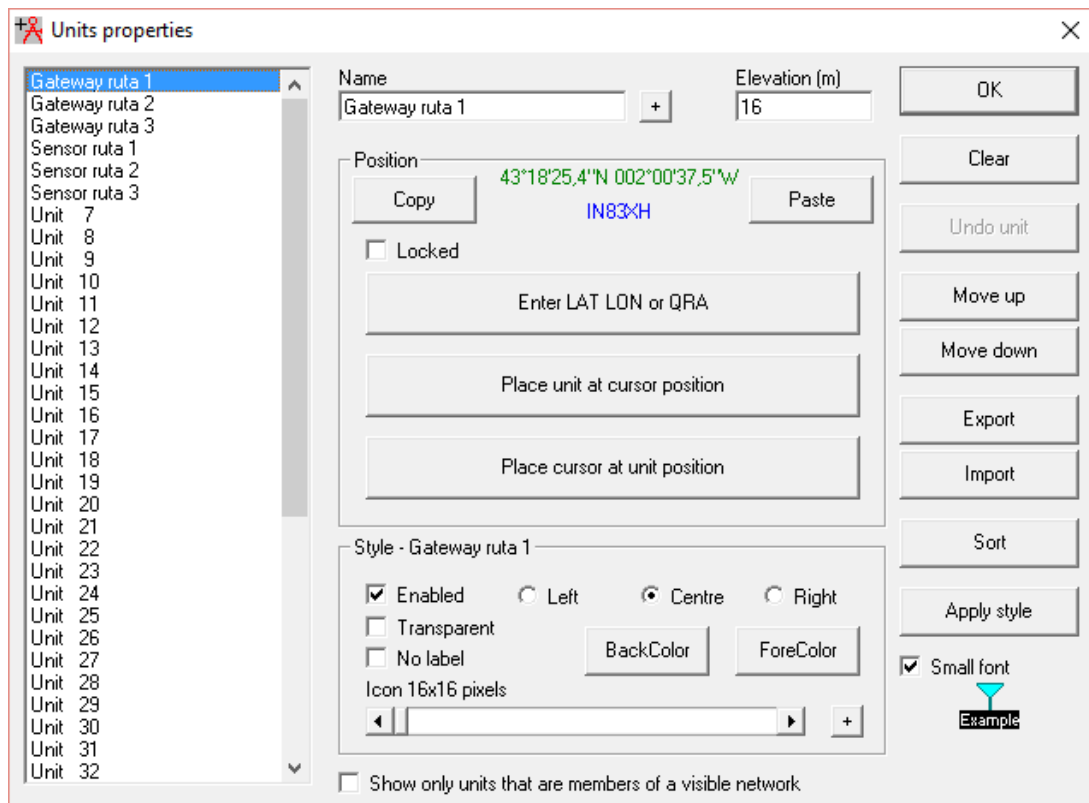 Units properties
Gateway ruta 1
Gateway ruta 2
Gateway ruta 3
Sensor ruta 1
Sensor ruta 2
Sensor ruta 3
Unit 7
Unit 8
Unit 9
Unit 10
Unit 11
Unit 12
Unit 13
Unit 14
Unit 15
Unit 16
Unit 17
Unit 18
Unit 19
Unit 20
Unit 21
Unit 22
Unit 23
Unit 24
Unit 25
Unit 26
Unit 27
Unit 28
Unit 29
Unit 30
Unit 31
Unit 32
Name
Gateway ruta 1
+
Elevation (m)
16
Position
Copy
43°18'25,4"N 002°00'37,5"W
IN83XH
Paste
Locked
Enter LAT LON or QRA
Place unit at cursor position
Place cursor at unit position
Style - Gateway ruta 1
Enabled
Left
Centre
Right
Transparent
No label
BackColor
ForeColor
Icon 16x16 pixels
+
Show only units that are members of a visible network
OK
Clear
Undo unit
Move up
Move down
Export
Import
Sort
Apply style
Small font
Example